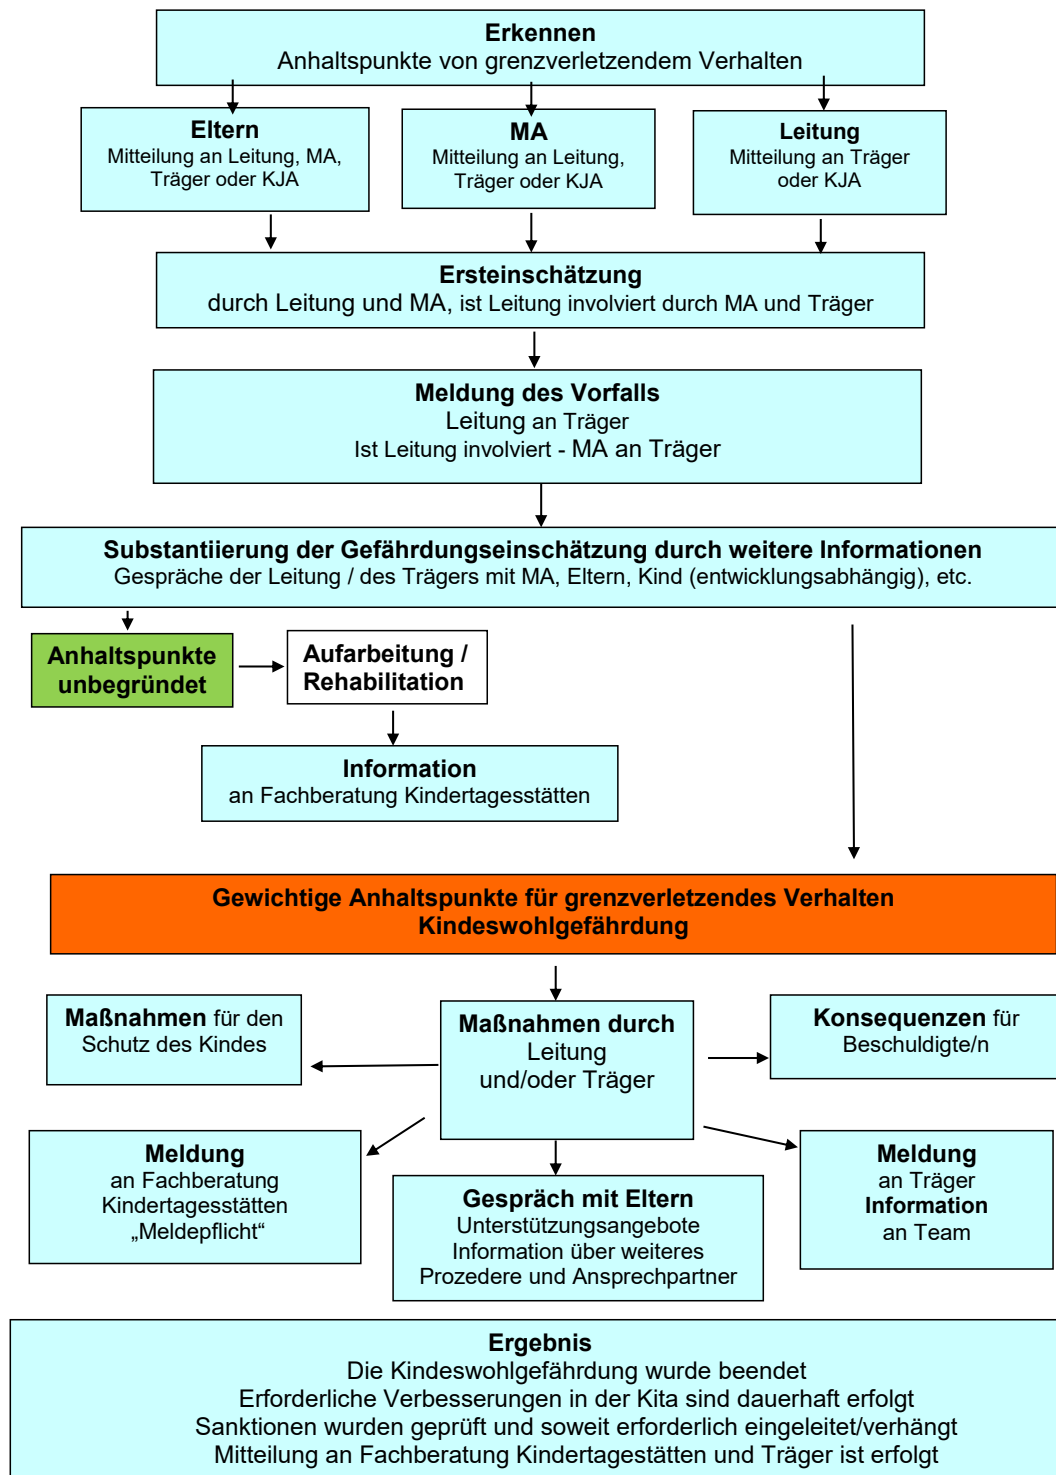 Erkennen
Anhaltspunkte von grenzverletzendem Verhalten
Eltern
Mitteilung an Leitung, MA,
Träger oder KJA
MA
Mitteilung an Leitung,
Träger oder KJA
Leitung
Mitteilung an Träger
oder KJA
Ersteinschätzung
durch Leitung und MA, ist Leitung involviert durch MA und Träger
Meldung des Vorfalls
Leitung an Träger
Ist Leitung involviert - MA an Träger
Substantiierung der Gefährdungseinschätzung durch weitere Informationen
Gespräche der Leitung / des Trägers mit MA, Eltern, Kind (entwicklungsabhängig), etc.
Anhaltspunkte
unbegründet
Aufarbeitung /
Rehabilitation
Information
an Fachberatung Kindertagesstätten
Gewichtige Anhaltspunkte für grenzverletzendes Verhalten
Kindeswohlgefährdung
Maßnahmen für den
Schutz des Kindes
Maßnahmen durch
Leitung
und/oder Träger
Konsequenzen für
Beschuldigte/n
Meldung
an Fachberatung
Kindertagesstätten
„Meldepflicht“
Gespräch mit Eltern
Unterstützungsangebote
Information über weiteres
Prozedere und Ansprechpartner
Meldung
an Träger
Information
an Team
Ergebnis
Die Kindeswohlgefährdung wurde beendet
Erforderliche Verbesserungen in der Kita sind dauerhaft erfolgt
Sanktionen wurden geprüft und soweit erforderlich eingeleitet/verhängt
Mitteilung an Fachberatung Kindertagestätten und Träger ist erfolgt